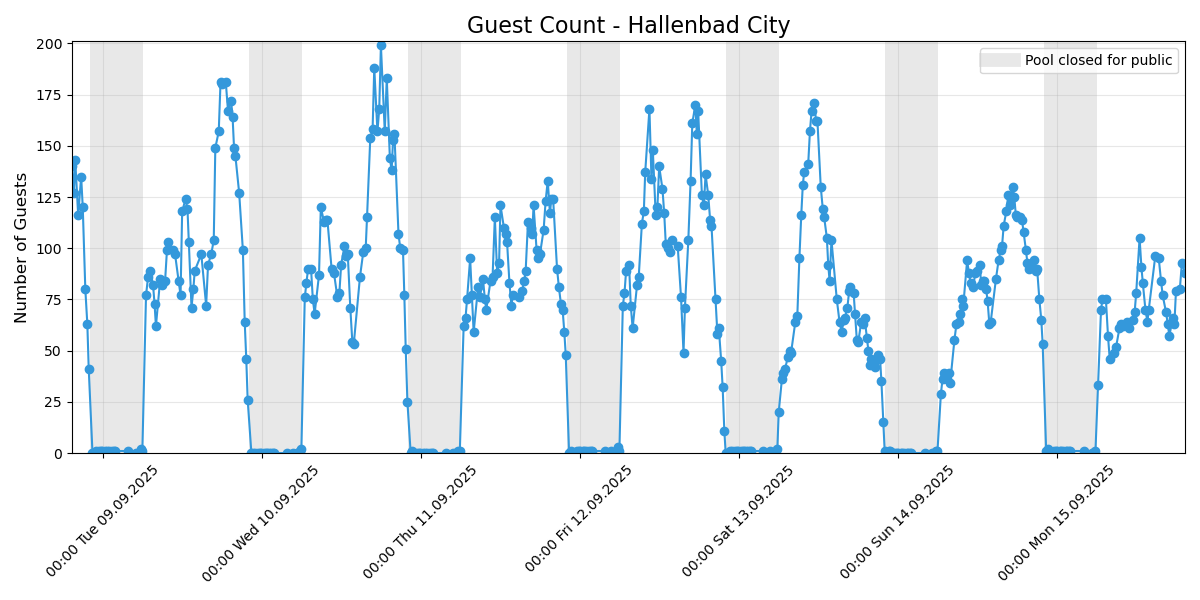 Guest Count - Hallenbad City
Pool closed for public
Number of Guests
200
175
150
125
100
75
50
25
0
00:00 Tue 09.09.2025
00:00 Wed 10.09.2025
00:00 Thu 11.09.2025
00:00 Fri 12.09.2025
00:00 Sat 13.09.2025
00:00 Sun 14.09.2025
00:00 Mon 15.09.2025